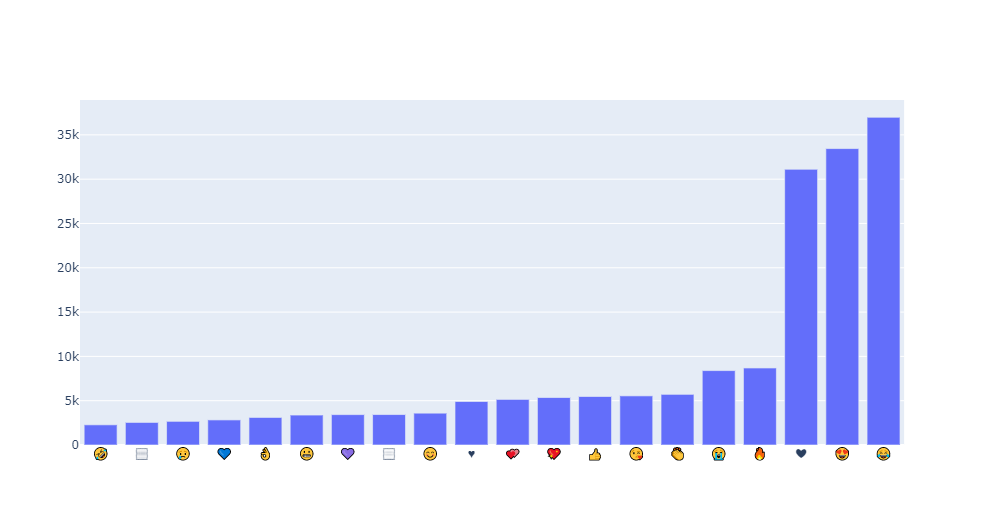 35k
30k
25k
20k
15k
10k
5k
0
🤣 😢 💙 👌 😬 💜 😊 ♥ 💕 💖 👍 😘 👏 😭 🔥 ❤ 😍 😂